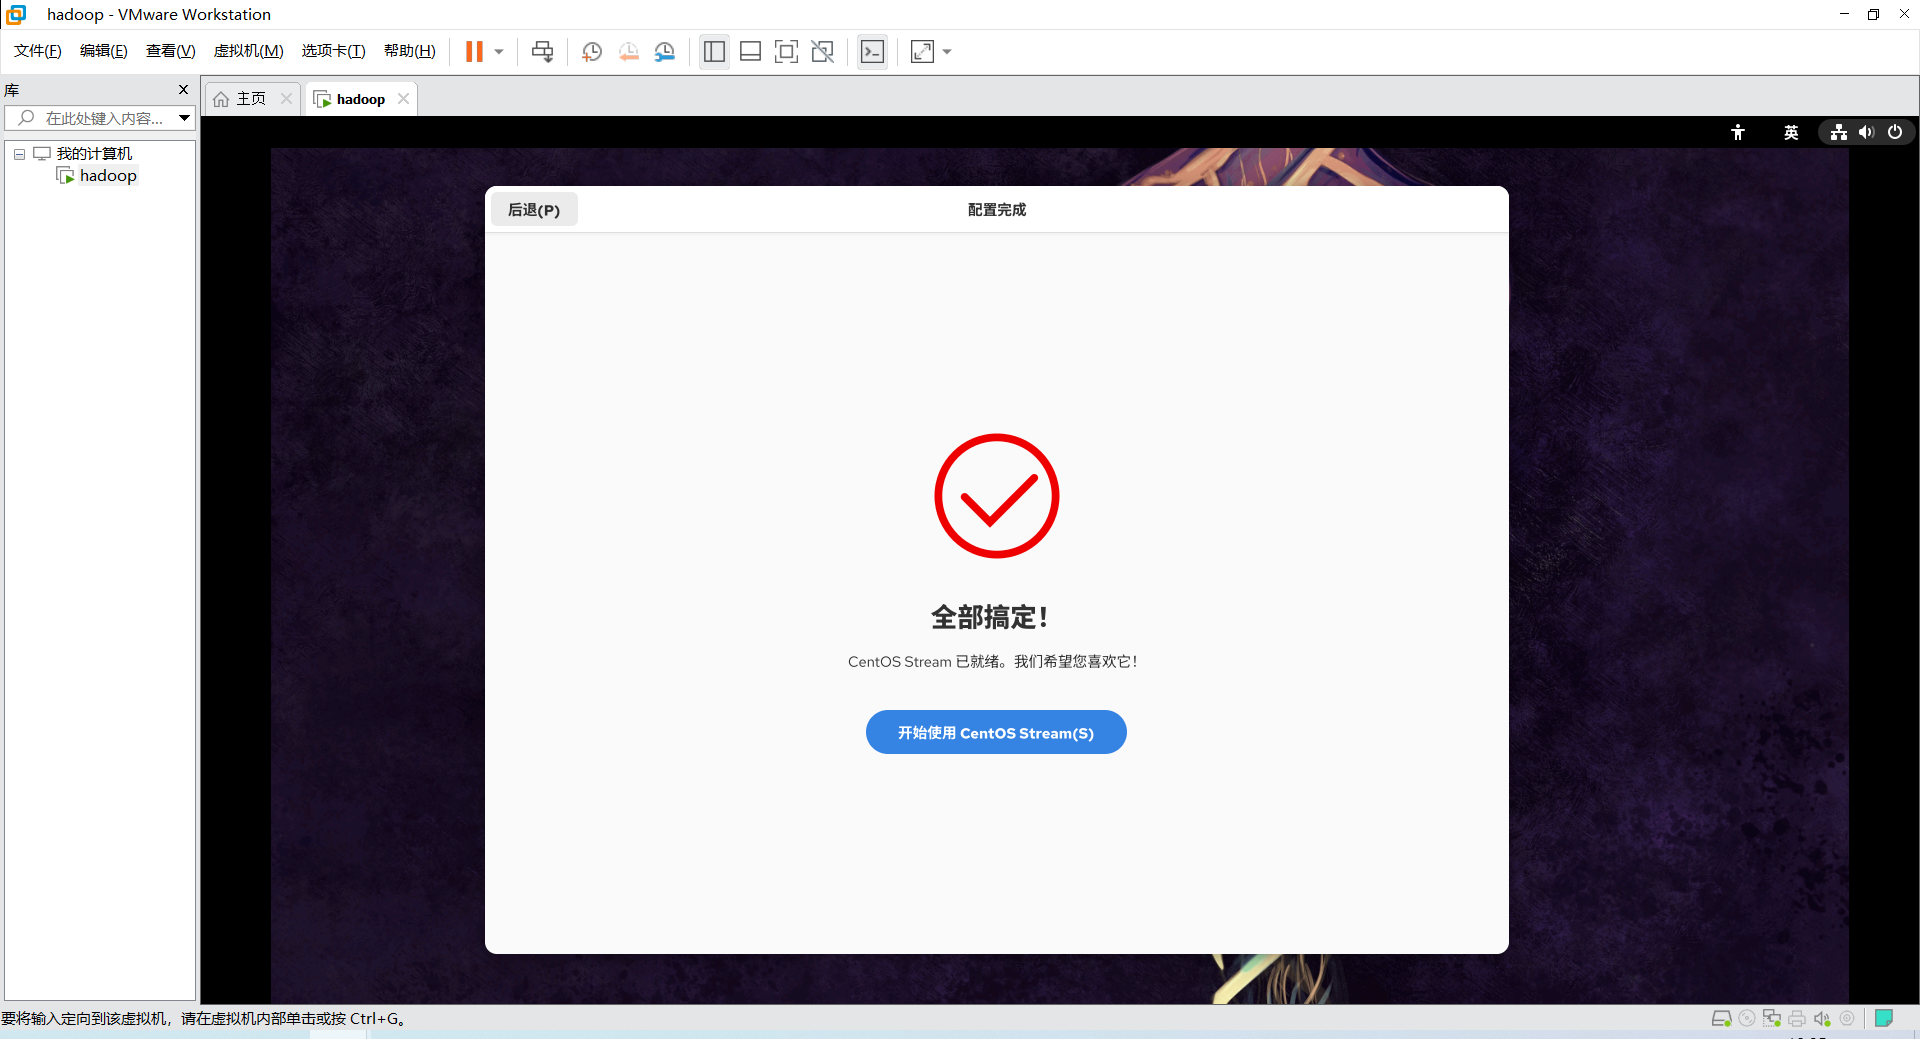 hadoop - VMware Workstation
文件(F) 编辑(E) 查看(V) 虚拟机(M) 选项卡(T) 帮助(H)
库
在此处键入内容...
我的计算机
hadoop
主页 hadoop
英
后退(P) 配置完成
全部搞定！
CentOS Stream 已就绪。我们希望您喜欢它！
开始使用 CentOS Stream(S)
要将输入定向到该虚拟机，请在虚拟机内部单击或按 Ctrl+G。